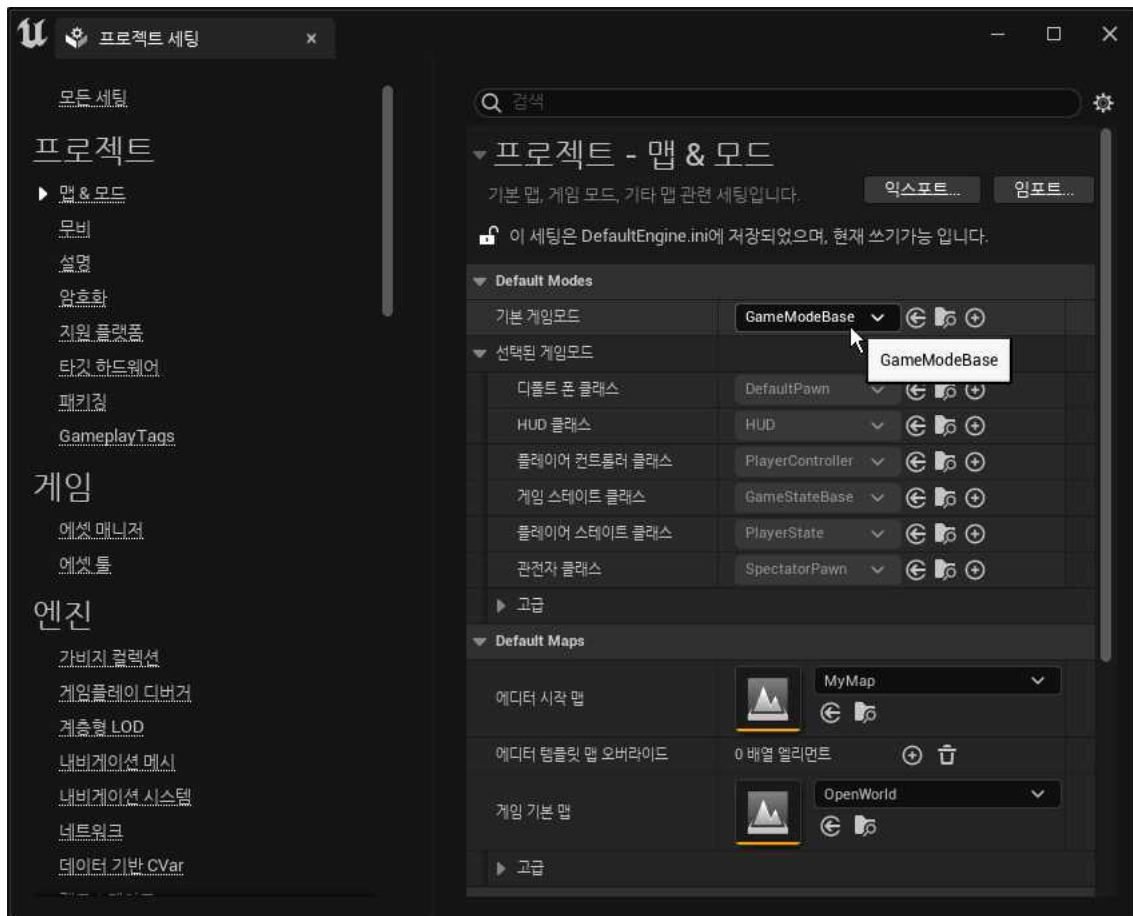 프로젝트 세팅
모든 세팅
프로젝트
맵 & 모드
무비
설명
암호화
지원 플랫폼
타깃 하드웨어
패키징
GameplayTags
게임
에셋 매니저
에셋 툴
엔진
가비지 컬렉션
게임플레이 디버거
계층형 LOD
내비게이션 메시
내비게이션 시스템
네트워크
데이터 기반 CVar
검색
프로젝트 - 맵 & 모드
기본 맵, 게임 모드, 기타 맵 관련 세팅입니다.
익스포트...
임포트...
이 세팅은 DefaultEngine.ini에 저장되었으며, 현재 쓰기가능 입니다.
Default Modes
기본 게임모드 GameModeBase
GameModeBase
선택된 게임모드
디폴트 폰 클래스 DefaultPawn
HUD 클래스 HUD
플레이어 컨트롤러 클래스 PlayerController
게임 스테이트 클래스 GameStateBase
플레이어 스테이트 클래스 PlayerState
관전자 클래스 SpectatorPawn
고급
Default Maps
에디터 시작 맵 MyMap
에디터 템플릿 맵 오버라이드 0 배열 엘리먼트
게임 기본 맵 OpenWorld
고급